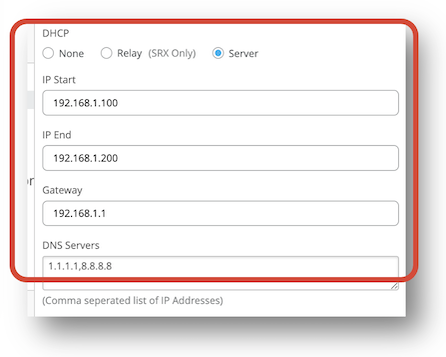 DHCP
None Relay (SRX Only) Server
IP Start
192.168.1.100
IP End
192.168.1.200
Gateway
192.168.1.1
DNS Servers
1.1.1.1,8.8.8.8
(Comma seperated list of IP Addresses)